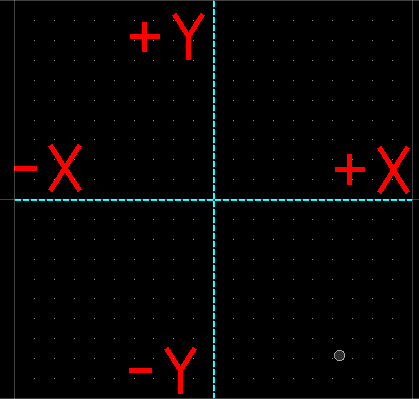 + Y
- X
+ X
- Y